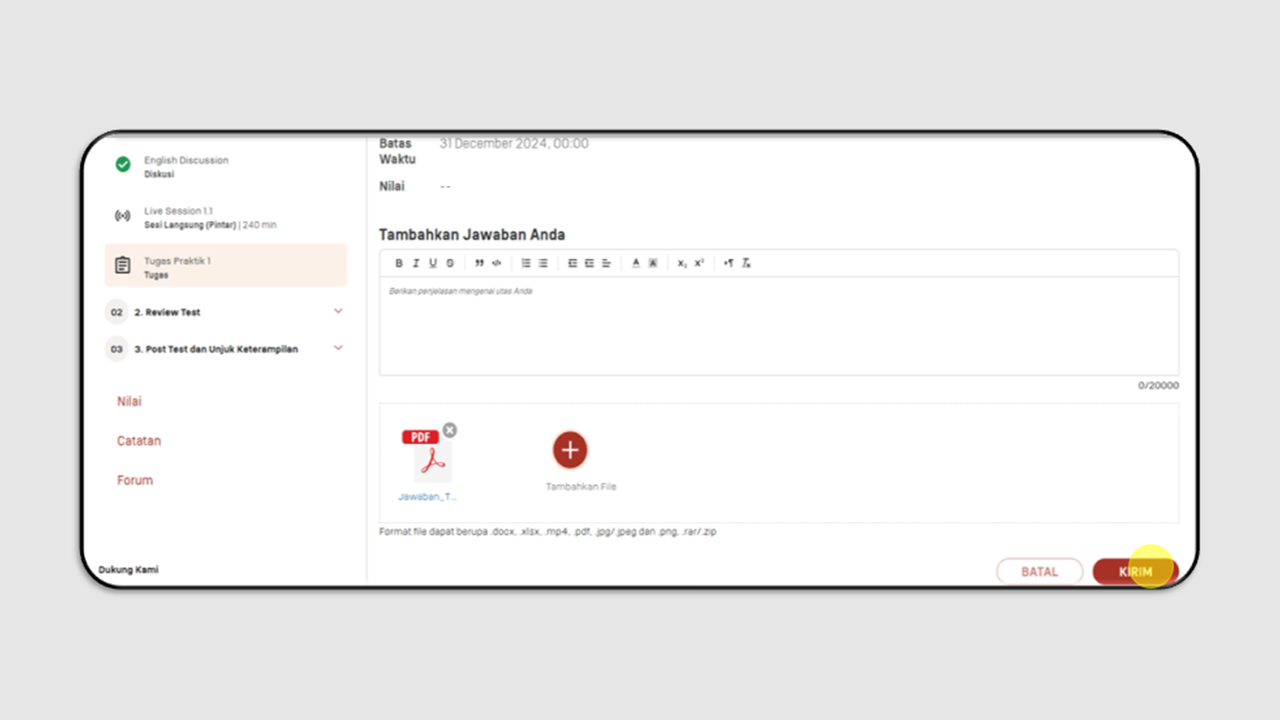 English Discussion
Diskusi
Live Session 1.1
Sesi Langsung (Pintar) | 240 min
Tugas Praktik 1
Tugas
02 2. Review Test
03 3. Post Test dan Unjuk Keterampilan
Nilai
Catatan
Forum
Dukung Kami
Batas Waktu 31 December 2024, 00:00
Nilai --
Tambahkan Jawaban Anda
Berikan penjelasan mengenai utas Anda
0/20000
PDF
Jawaban_T...
Tambahkan File
Format file dapat berupa .docx, .xlsx, .mp4, .pdf, .jpg/.jpeg dan .png, .rar/.zip
BATAL
KIRIM